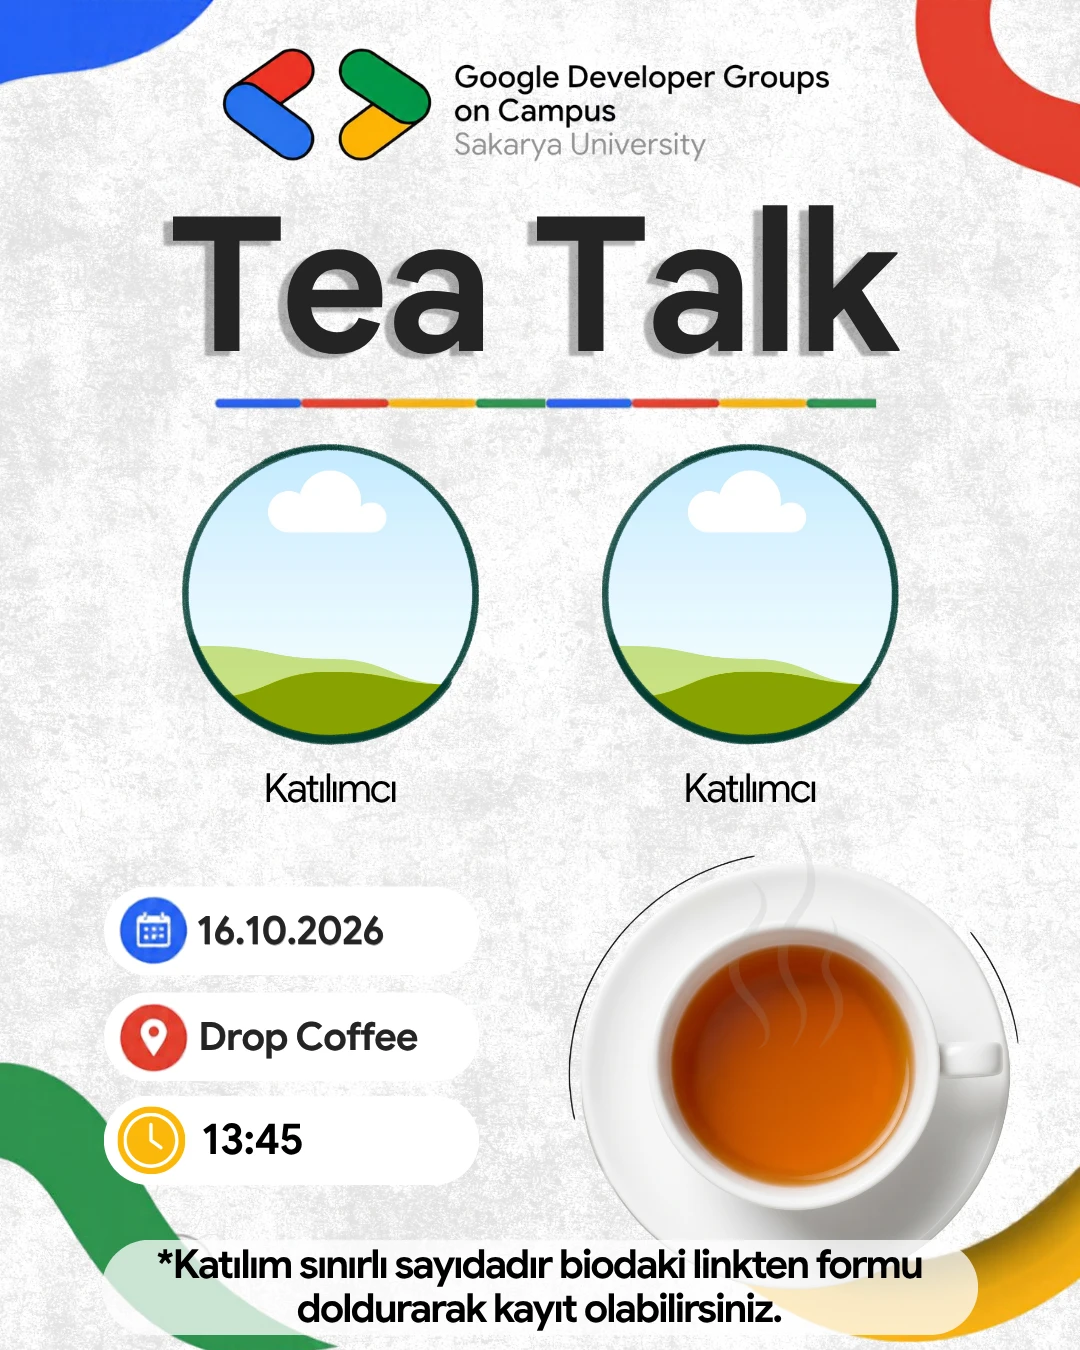 Google Developer Groups
on Campus
Sakarya University
Tea Talk
Katılımcı
Katılımcı
16.10.2026
Drop Coffee
13:45
*Katılım sınırlı sayıdadır biodaki linkten formu
doldurarak kayıt olabilirsiniz.